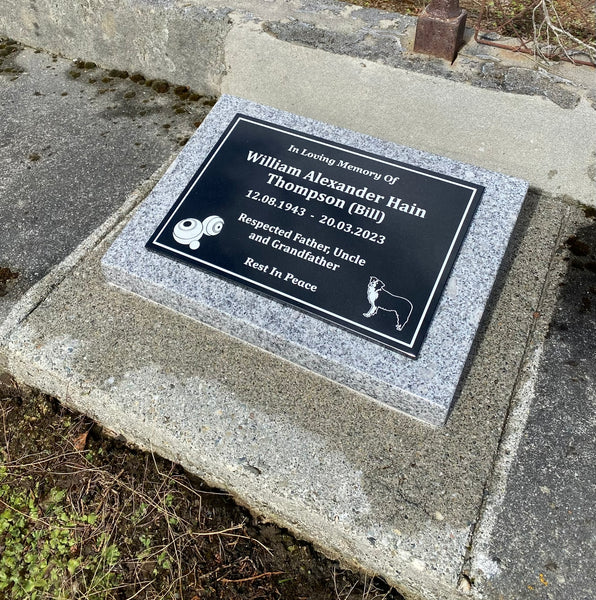 In Loving Memory Of
William Alexander Hain
Thompson (Bill)
12.08.1943 - 20.03.2023
Respected Father, Uncle
and Grandfather
Rest In Peace